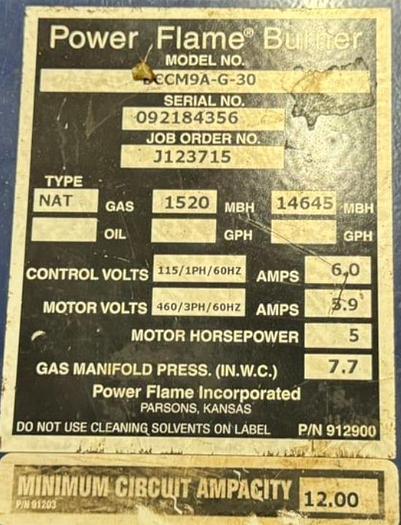 Power Flame® Burner
MODEL NO.
CCM9A-G-30
SERIAL NO.
092184356
JOB ORDER NO.
J123715
TYPE
NAT GAS 1520 MBH 14645 MBH
OIL GPH GPH
CONTROL VOLTS 115/1PH/60HZ AMPS 6.0
MOTOR VOLTS 460/3PH/60HZ AMPS 5.9
MOTOR HORSEPOWER 5
GAS MANIFOLD PRESS. (IN.W.C.) 7.7
Power Flame Incorporated
PARSONS, KANSAS
DO NOT USE CLEANING SOLVENTS ON LABEL P/N 912900
MINIMUM CIRCUIT AMPACITY 12.00
P/N 91203